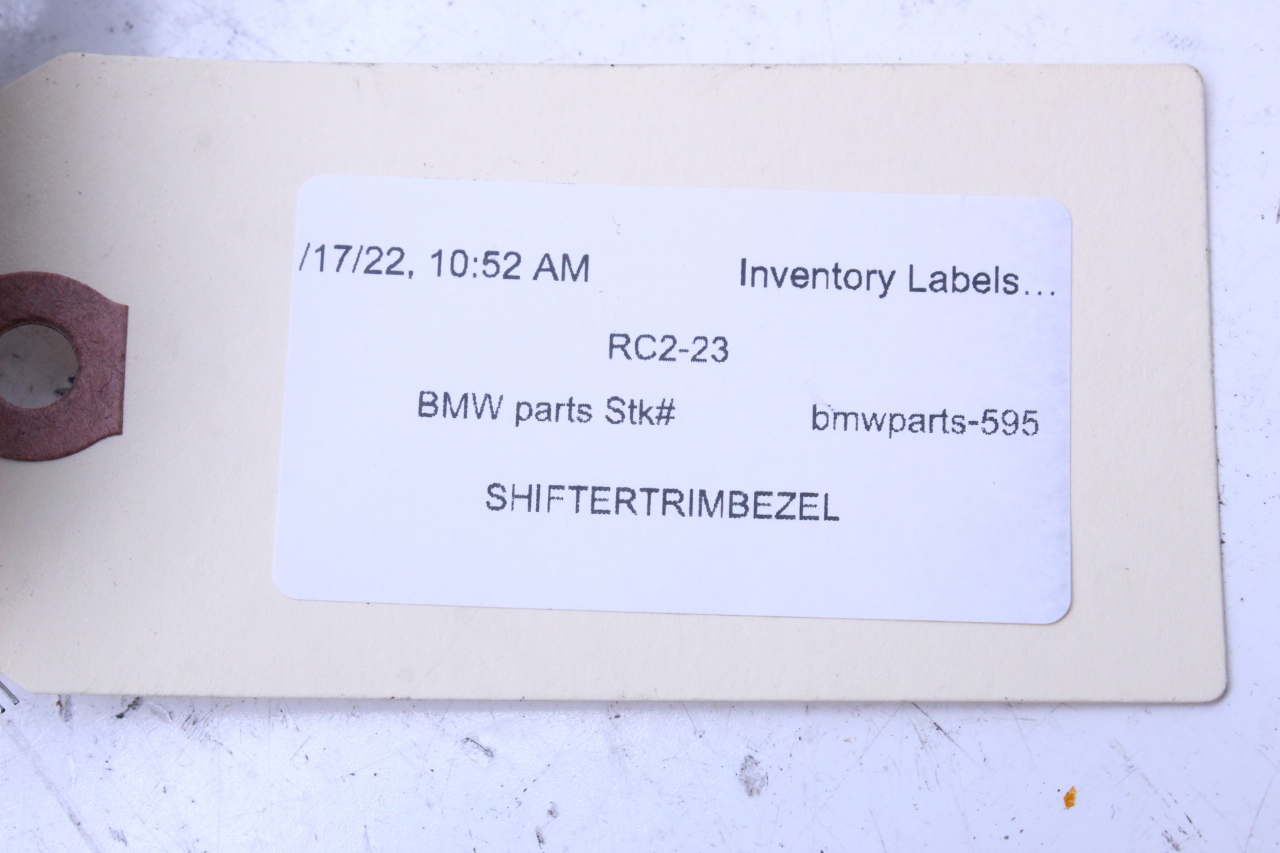 /17/22, 10:52 AM Inventory Labels...
RC2-23
BMW parts Stk# bmwparts-595
SHIFTERTRIMBEZEL